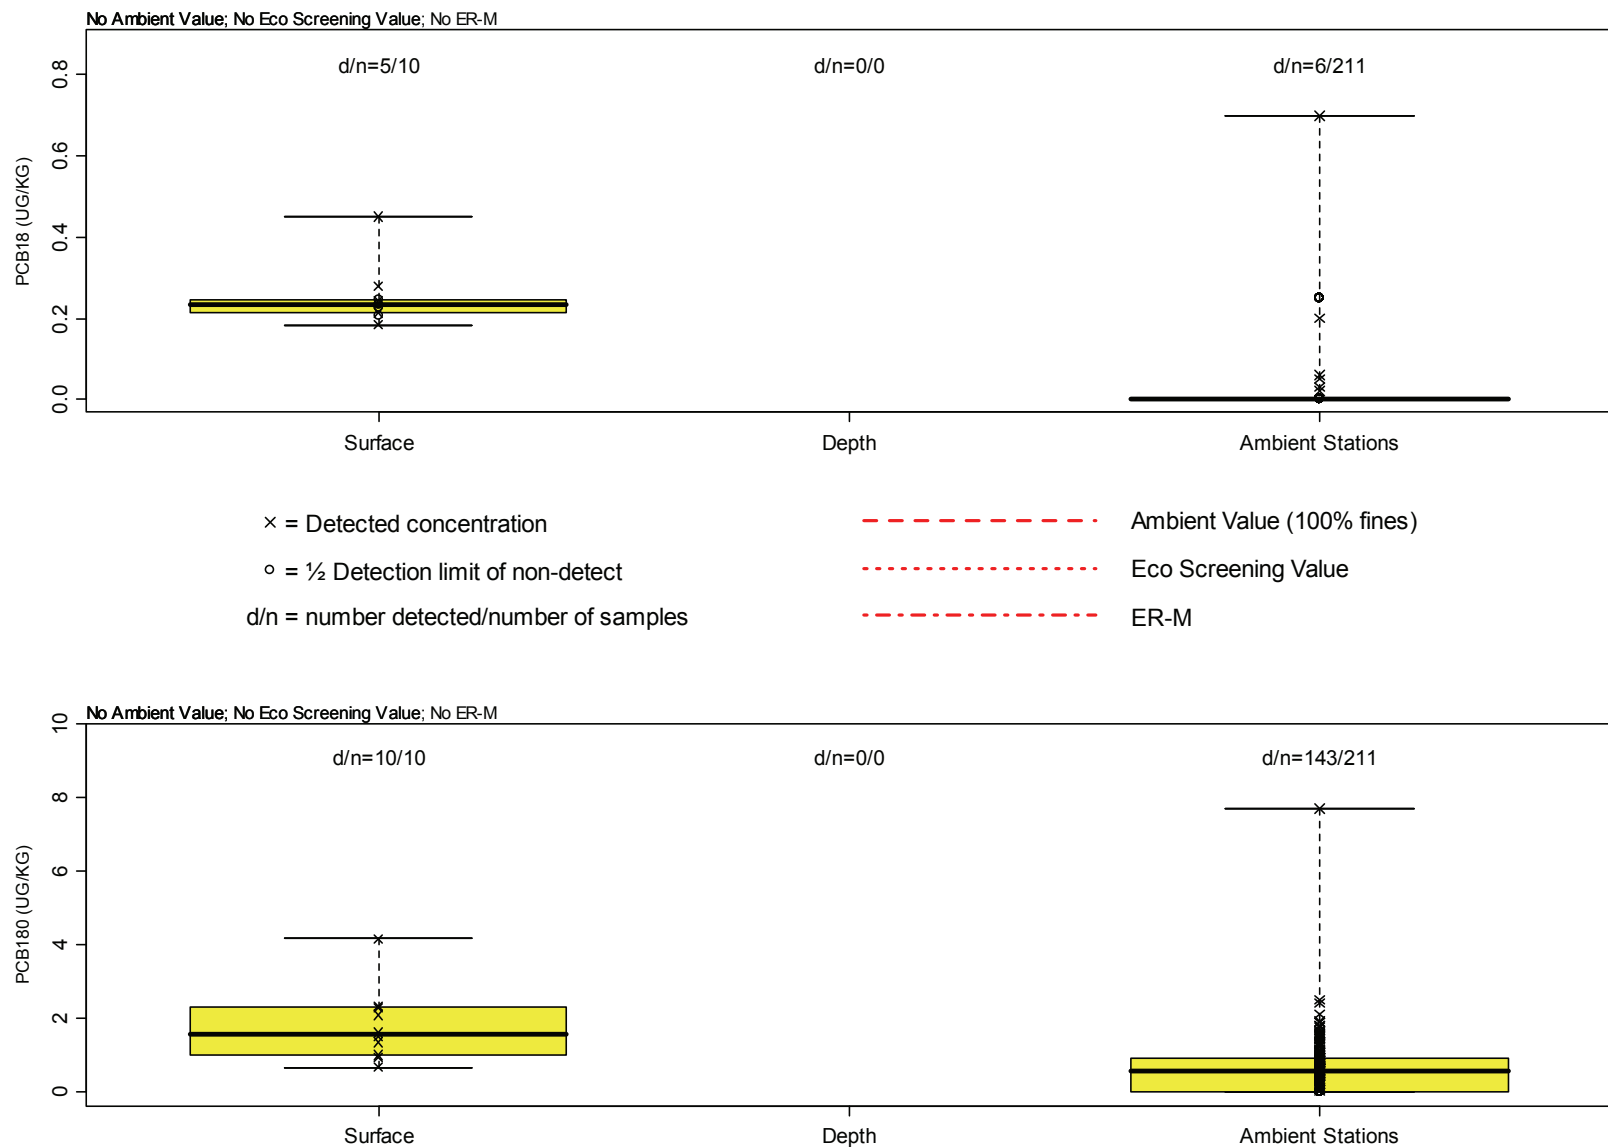 No Ambient Value; No Eco Screening Value; No ER-M
d/n=5/10 d/n=0/0 d/n=6/211
PCB18 (UG/KG)
0.8
0.6
0.4
0.2
0.0
Surface Depth Ambient Stations
× = Detected concentration
Ambient Value (100% fines)
○ = ½ Detection limit of non-detect
Eco Screening Value
d/n = number detected/number of samples
ER-M
No Ambient Value; No Eco Screening Value; No ER-M
d/n=10/10 d/n=0/0 d/n=143/211
PCB180 (UG/KG)
10
8
6
4
2
0
Surface Depth Ambient Stations